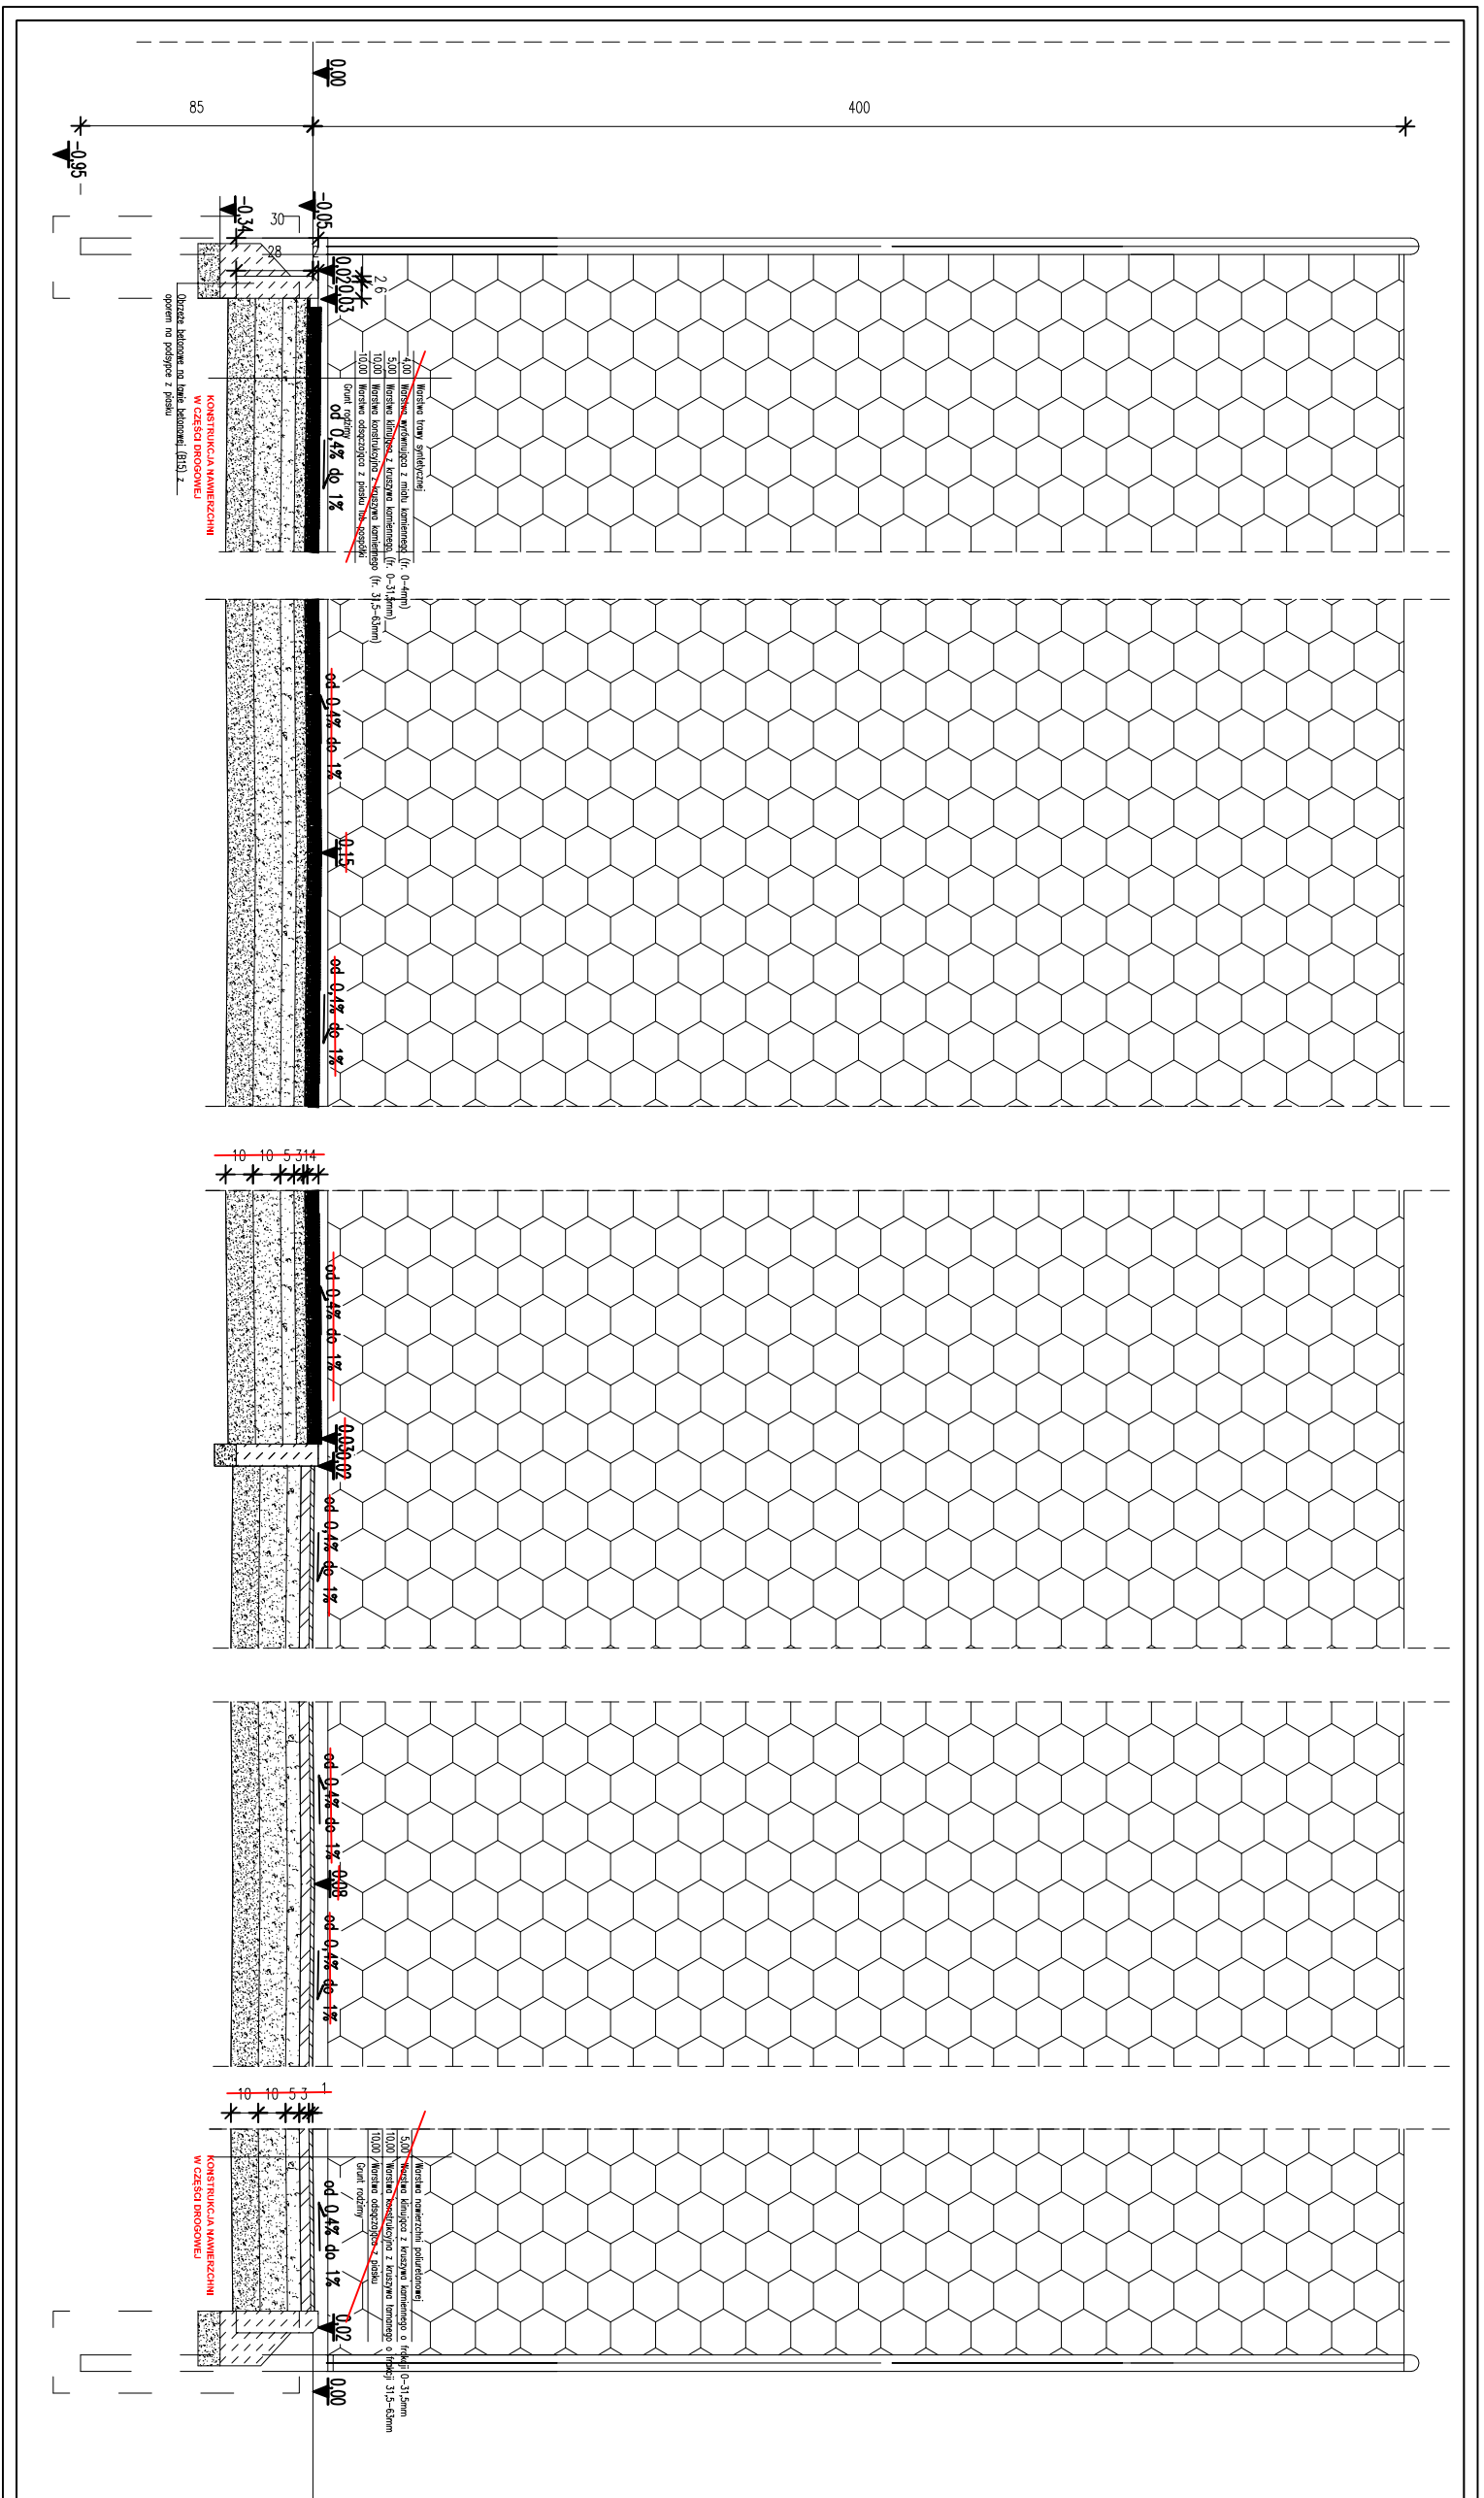 0,00
85
400
-0,95
-0,34
30
28
-0,05
2
0,02
0,03
2
6
Warstwa trawy syntetycznej
4,00 Warstwa wyrównująca z miału kamiennego (fr. 0-4mm)
5,00 Warstwa klinująca z kruszywa kamiennego (fr. 0-31,5mm)
10,00 Warstwa konstrukcyjna z kruszywa kamiennego (fr. 31,5-63mm)
10,00 Warstwa odsączająca z piasku lub pospółki
Grunt rodzimy
od 0,4% do 1%
KONSTRUKCJA NAWIERZCHNI
W CZĘŚCI DROGOWEJ
Obrzeże betonowe na ławie betonowej (B15) z
oporem na podsypce z piasku
od 0,4% do 1%
0,15
od 0,4% do 1%
10 10 5 3 1 4
od 0,4% do 1%
0,03
0,02
od 0,4% do 1%
od 0,4% do 1%
0,08
od 0,4% do 1%
10 10 5 3 1
Warstwa nawierzchni poliuretanowej
5,00 Warstwa klinująca z kruszywa kamiennego o frakcji 0-31,5mm
10,00 Warstwa konstrukcyjna z kruszywa łamanego o frakcji 31,5-63mm
10,00 Warstwa odsączająca z piasku
Grunt rodzimy
od 0,4% do 1%
KONSTRUKCJA NAWIERZCHNI
W CZĘŚCI DROGOWEJ
0,02
0,00